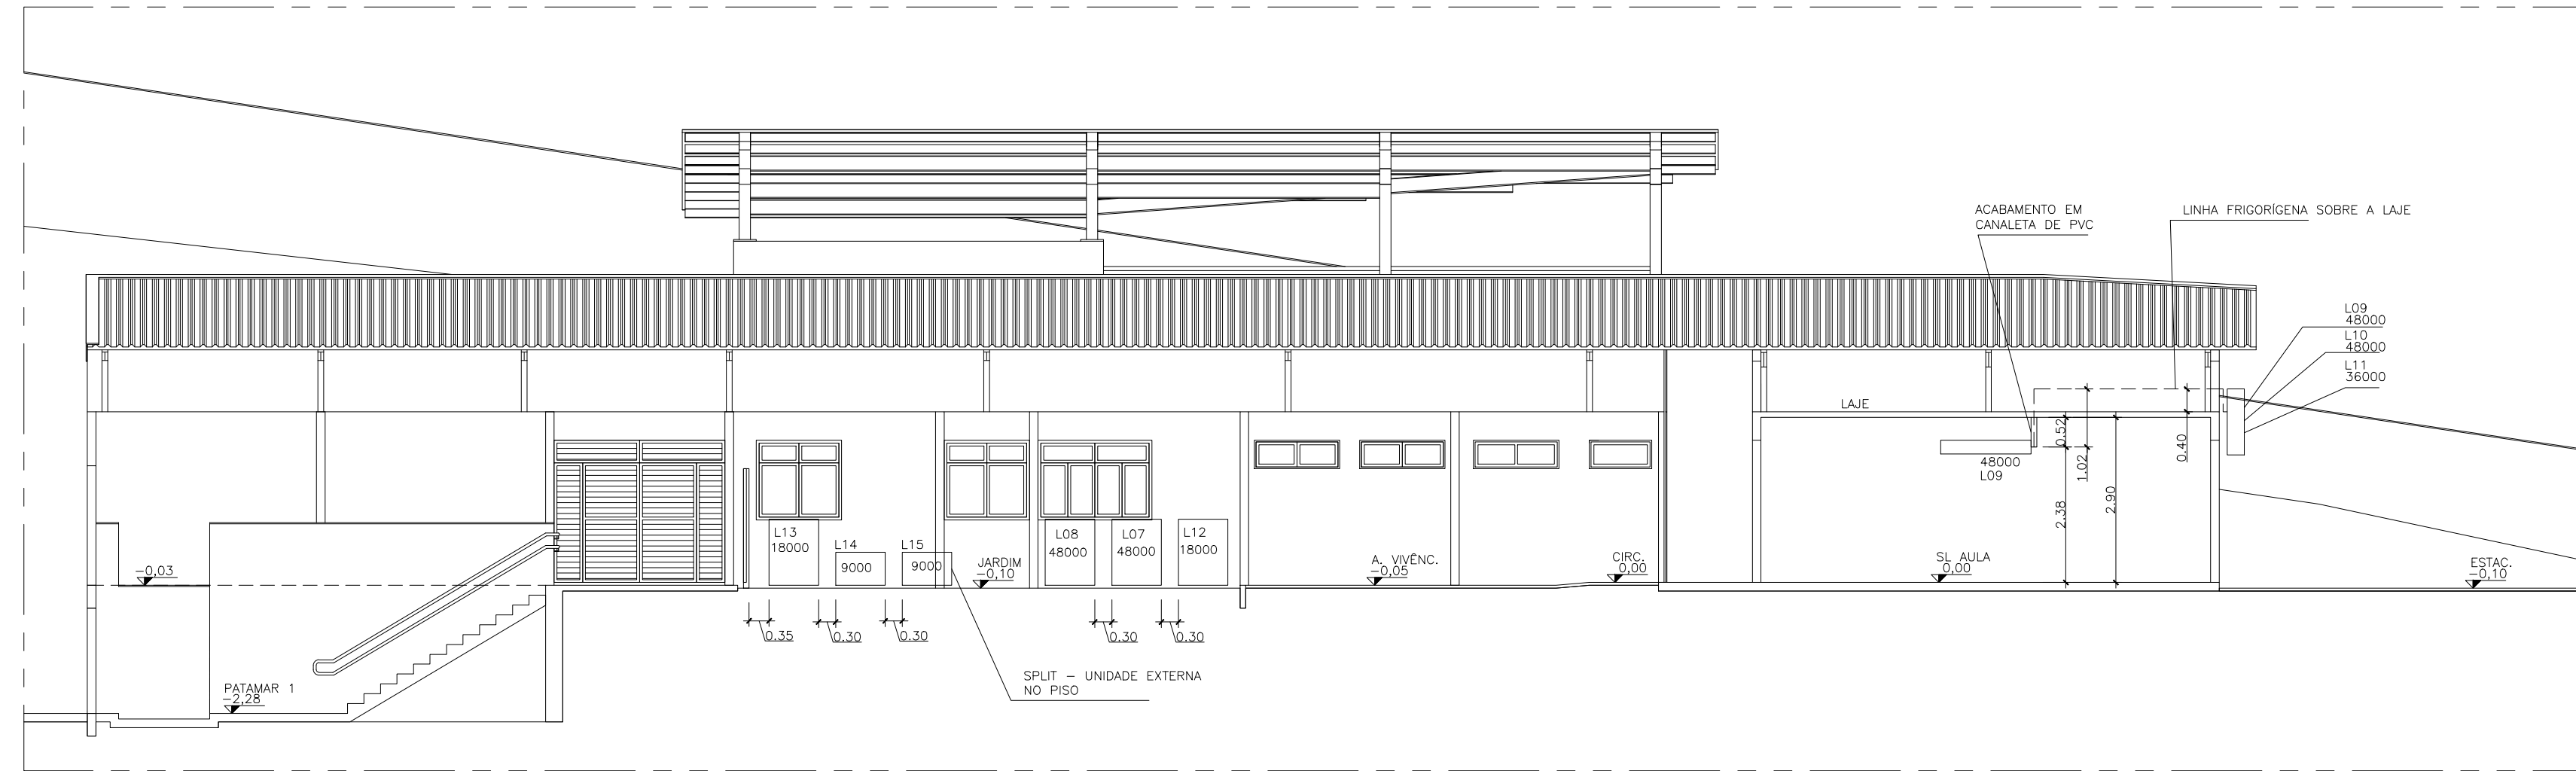 ACABAMENTO EM
CANALETA DE PVC
LINHA FRIGORÍGENA SOBRE A LAJE
L09
48000
L10
48000
L11
36000
LAJE
0.52
1.02
0.40
48000
L09
2.38
2.90
L13
18000
L14
9000
L15
9000
JARDIM
-0,10
L08
48000
L07
48000
L12
18000
A. VIVÊNC.
-0,05
CIRC.
0,00
SL AULA
0,00
ESTAC.
-0,10
-0,03
0.35
0.30
0.30
0.30
0.30
SPLIT - UNIDADE EXTERNA
NO PISO
PATAMAR 1
-2,28